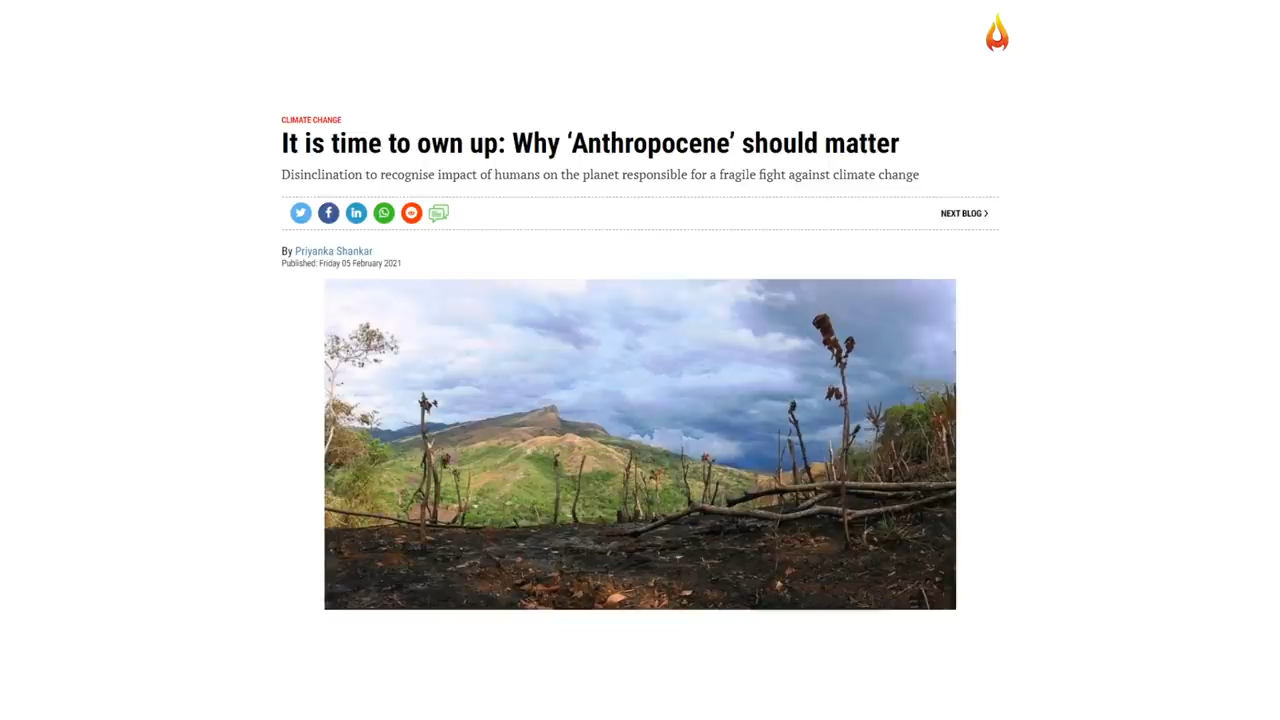 CLIMATE CHANGE
It is time to own up: Why ‘Anthropocene’ should matter
Disinclination to recognise impact of humans on the planet responsible for a fragile fight against climate change
NEXT BLOG
By Priyanka Shankar
Published: Friday 05 February 2021